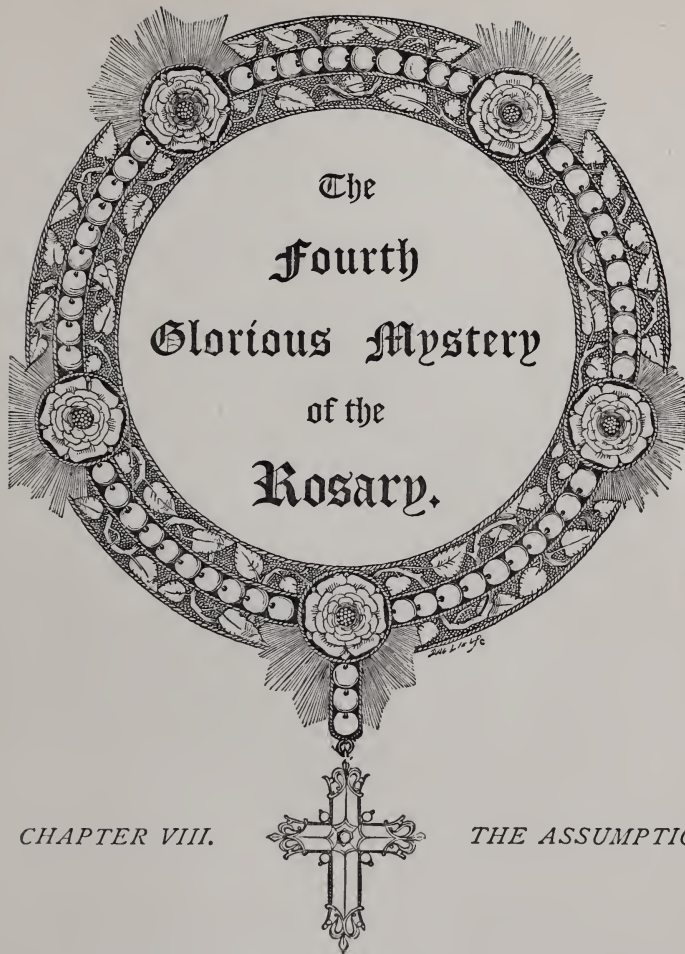 The
Fourth
Glorious Mystery
of the
Rosary.
CHAPTER VIII. THE ASSUMPTIO